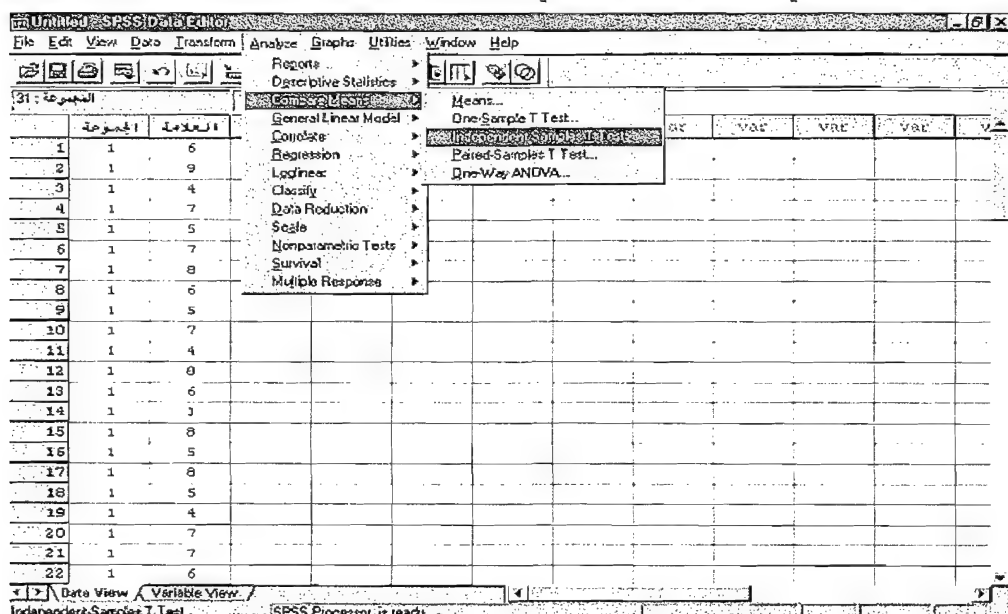 Untitled - SPSS Data Editor
File Edit View Data Transform Analyze Graphs Utilities Window Help
31 : المجموعة
المجموعة العلامة var var var var
Reports
Descriptive Statistics
Compare Means
General Linear Model
Correlate
Regression
Loglinear
Classify
Data Reduction
Scale
Nonparametric Tests
Survival
Multiple Response
Means...
One-Sample T Test...
Independent-Samples T Test...
Paired-Samples T Test...
One-Way ANOVA...
1 1 6
2 1 9
3 1 4
4 1 7
5 1 5
6 1 7
7 1 8
8 1 6
9 1 5
10 1 7
11 1 4
12 1 8
13 1 6
14 1
15 1 8
16 1 5
17 1 8
18 1 5
19 1 4
20 1 7
21 1 7
22 1 6
Data View Variable View
Independent-Samples T Test SPSS Processor is ready